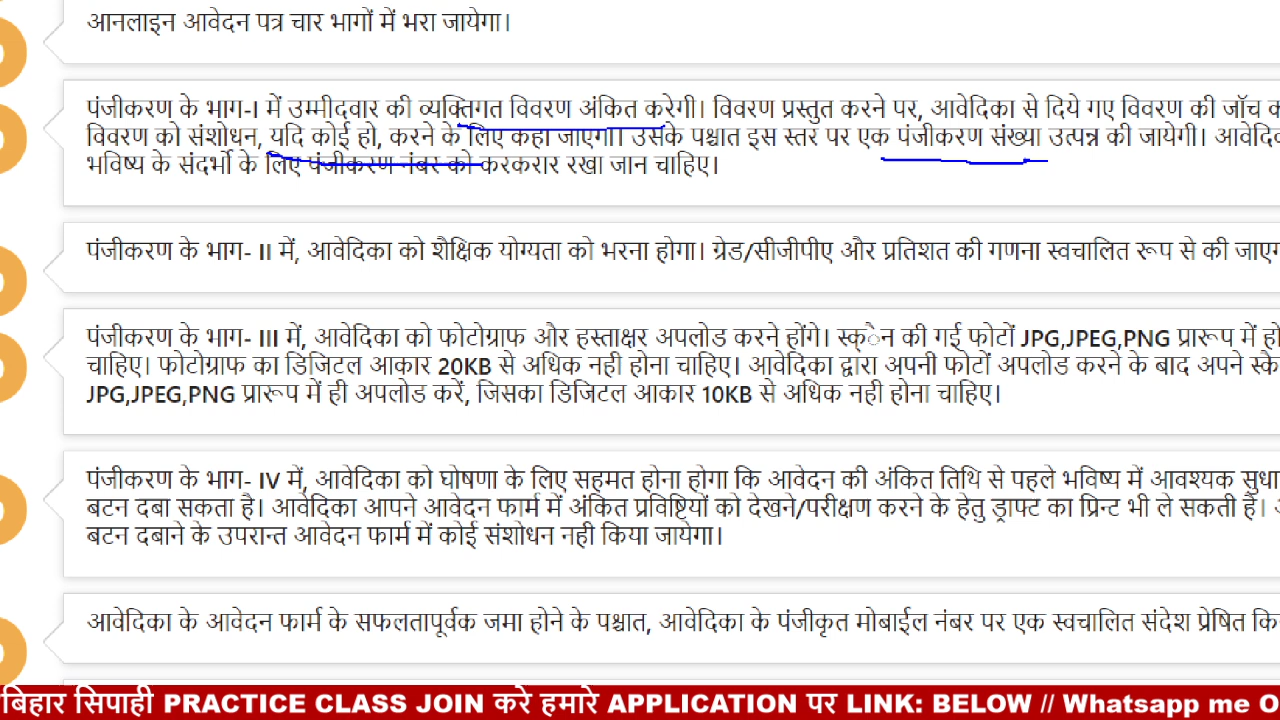 आनलाइन आवेदन पत्र चार भागों में भरा जायेगा।
पंजीकरण के भाग-I में उम्मीदवार की व्यक्तिगत विवरण अंकित करेगी। विवरण प्रस्तुत करने पर, आवेदिका से दिये गए विवरण की जॉच
विवरण को संशोधन, यदि कोई हो, करने के लिए कहा जाएगा। उसके पश्चात इस स्तर पर एक पंजीकरण संख्या उत्पन्न की जायेगी।
भविष्य के संदर्भो के लिए पंजीकरण नंबर को करकरार रखा जान चाहिए।
पंजीकरण के भाग- II में, आवेदिका को शैक्षिक योग्यता को भरना होगा। ग्रेड/सीजीपीए और प्रतिशत की गणना स्वचालित रूप से की
पंजीकरण के भाग- III में, आवेदिका को फोटोग्राफ और हस्ताक्षर अपलोड करने होंगे। स्क्ैन की गई फोटों JPG,JPEG,PNG प्रारूप में
चाहिए। फोटोग्राफ का डिजिटल आकार 20KB से अधिक नही होना चाहिए। आवेदिका द्वारा अपनी फोटों अपलोड करने के बाद अपने
JPG,JPEG,PNG प्रारूप में ही अपलोड करें, जिसका डिजिटल आकार 10KB से अधिक नही होना चाहिए।
पंजीकरण के भाग- IV में, आवेदिका को घोषणा के लिए सहमत होना होगा कि आवेदन की अंकित तिथि से पहले भविष्य में आवश्यक
बटन दबा सकता है। आवेदिका आपने आवेदन फार्म में अंकित प्रविष्टियों को देखने/परीक्षण करने के हेतु ड्राफ्ट का प्रिन्ट भी ले सकती है।
बटन दबाने के उपरान्त आवेदन फार्म में कोई संशोधन नही किया जायेगा।
आवेदिका के आवेदन फार्म के सफलतापूर्वक जमा होने के पश्चात, आवेदिका के पंजीकृत मोबाईल नंबर पर एक स्वचालित संदेश प्रेषित
बिहार सिपाही PRACTICE CLASS JOIN करे हमारे APPLICATION पर LINK: BELOW // Whatsapp me